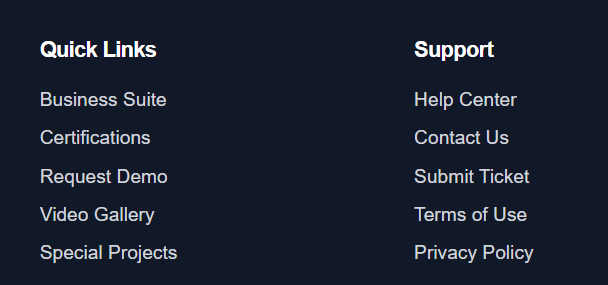 Quick Links
Business Suite
Certifications
Request Demo
Video Gallery
Special Projects
Support
Help Center
Contact Us
Submit Ticket
Terms of Use
Privacy Policy